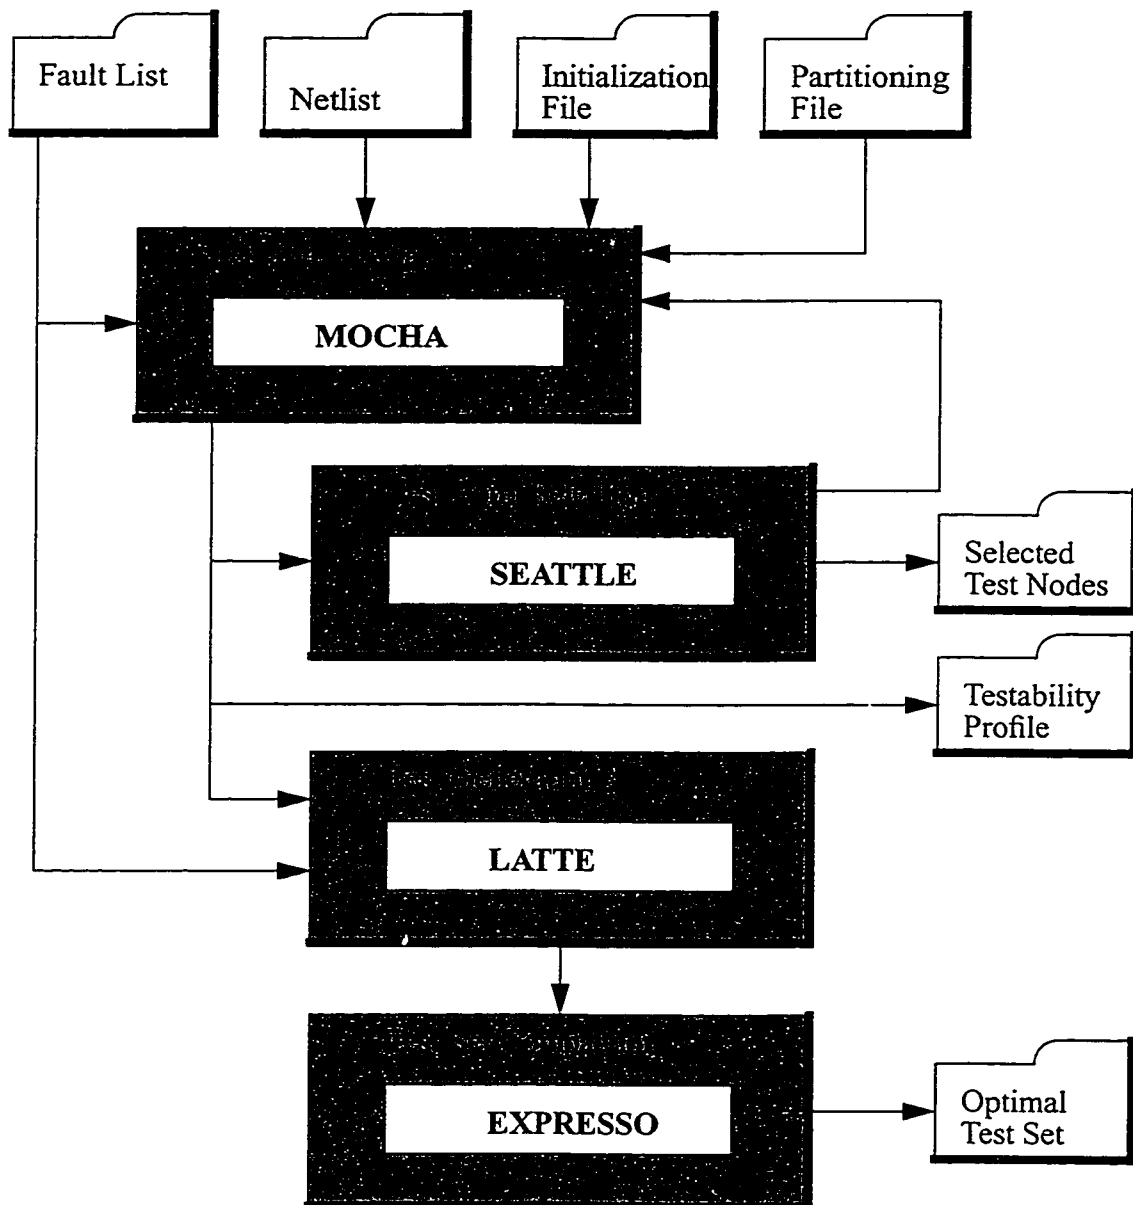 Fault List
Netlist
Initialization
File
Partitioning
File
MOCHA
SEATTLE
Selected
Test Nodes
Testability
Profile
LATTE
EXPRESSO
Optimal
Test Set